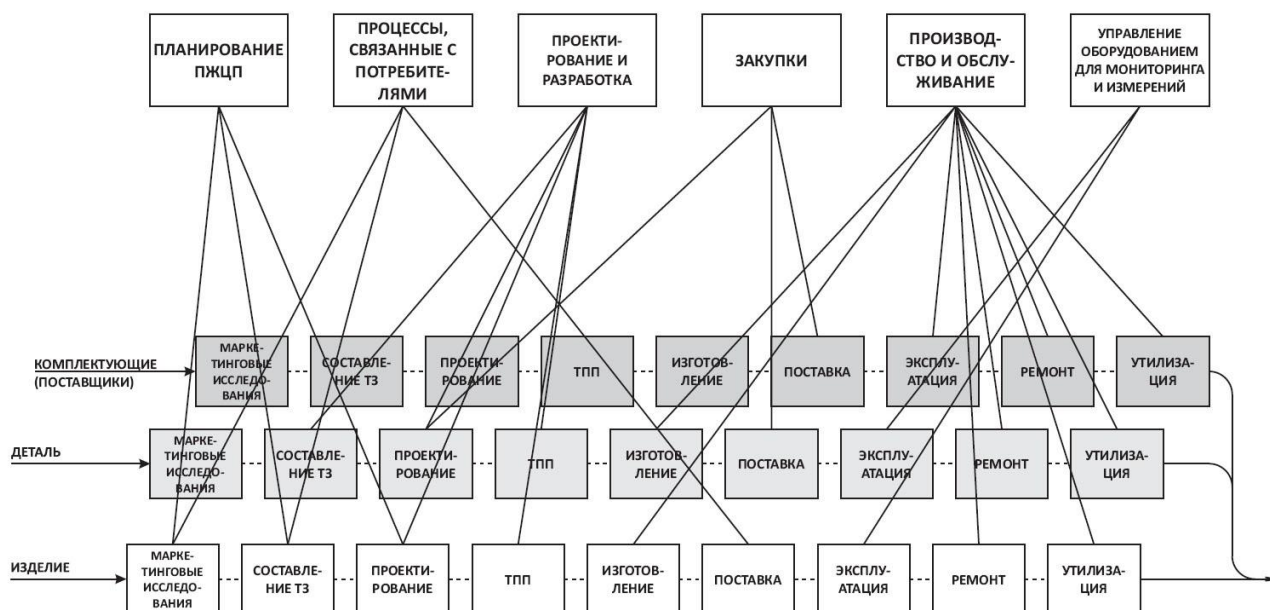 ПЛАНИРОВАНИЕ
ПЖЦП
ПРОЦЕССЫ,
СВЯЗАННЫЕ С
ПОТРЕБИТЕ-
ЛЯМИ
ПРОЕКТИ-
РОВАНИЕ И
РАЗРАБОТКА
ЗАКУПКИ
ПРОИЗВОД-
СТВО И ОБСЛУ-
ЖИВАНИЕ
УПРАВЛЕНИЕ
ОБОРУДОВАНИЕМ
ДЛЯ МОНИТОРИНГА
И ИЗМЕРЕНИЙ
КОМПЛЕКТУЮЩИЕ
(ПОСТАВЩИКИ)
МАРКЕ-
ТИНГОВЫЕ
ИССЛЕДО-
ВАНИЯ
СОСТАВЛЕ-
НИЕ ТЗ
ПРОЕКТИ-
РОВАНИЕ
ТПП
ИЗГОТОВ-
ЛЕНИЕ
ПОСТАВКА
ЭКСПЛУ-
АТАЦИЯ
РЕМОНТ
УТИЛИЗА-
ЦИЯ
ДЕТАЛЬ
МАРКЕ-
ТИНГОВЫЕ
ИССЛЕДО-
ВАНИЯ
СОСТАВЛЕ-
НИЕ ТЗ
ПРОЕКТИ-
РОВАНИЕ
ТПП
ИЗГОТОВ-
ЛЕНИЕ
ПОСТАВКА
ЭКСПЛУ-
АТАЦИЯ
РЕМОНТ
УТИЛИЗА-
ЦИЯ
ИЗДЕЛИЕ
МАРКЕ-
ТИНГОВЫЕ
ИССЛЕДО-
ВАНИЯ
СОСТАВЛЕ-
НИЕ ТЗ
ПРОЕКТИ-
РОВАНИЕ
ТПП
ИЗГОТОВ-
ЛЕНИЕ
ПОСТАВКА
ЭКСПЛУ-
АТАЦИЯ
РЕМОНТ
УТИЛИЗА-
ЦИЯ